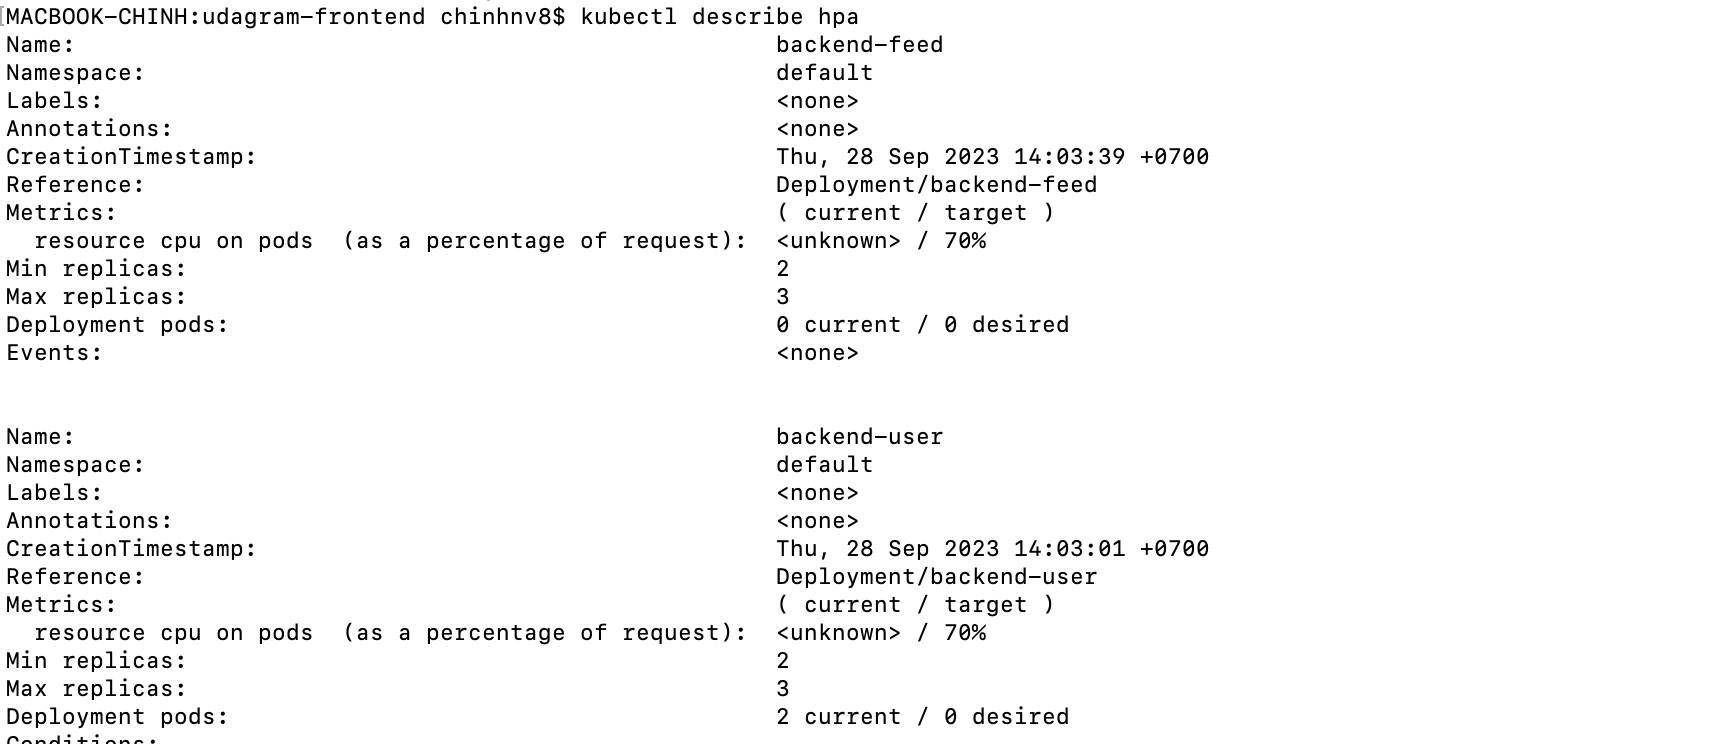 [MACBOOK-CHINH:udagram-frontend chinhnv8$ kubectl describe hpa
Name: backend-feed
Namespace: default
Labels: <none>
Annotations: <none>
CreationTimestamp: Thu, 28 Sep 2023 14:03:39 +0700
Reference: Deployment/backend-feed
Metrics: ( current / target )
  resource cpu on pods  (as a percentage of request): <unknown> / 70%
Min replicas: 2
Max replicas: 3
Deployment pods: 0 current / 0 desired
Events: <none>
Name: backend-user
Namespace: default
Labels: <none>
Annotations: <none>
CreationTimestamp: Thu, 28 Sep 2023 14:03:01 +0700
Reference: Deployment/backend-user
Metrics: ( current / target )
  resource cpu on pods  (as a percentage of request): <unknown> / 70%
Min replicas: 2
Max replicas: 3
Deployment pods: 2 current / 0 desired
Conditions: